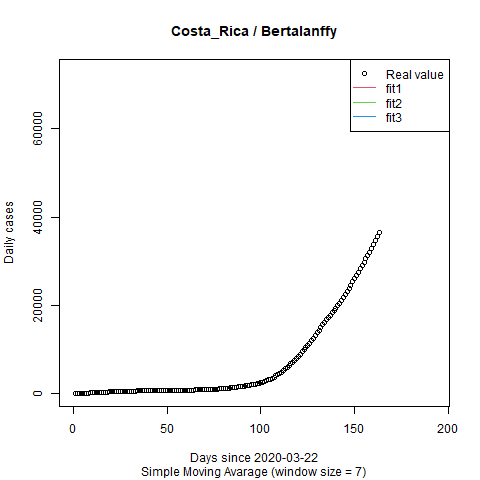 Costa_Rica / Bertalanffy
Real value
fit1
fit2
fit3
Daily cases
0
20000
40000
60000
0 50 100 150 200
Days since 2020-03-22
Simple Moving Avarage (window size = 7)